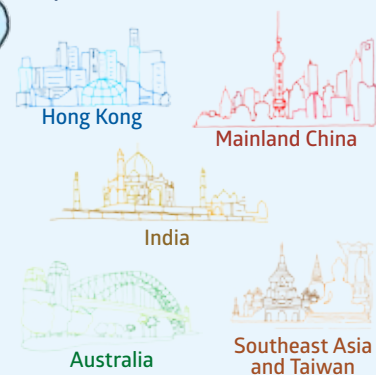 Hong Kong
Mainland China
India
Australia
Southeast Asia
and Taiwan